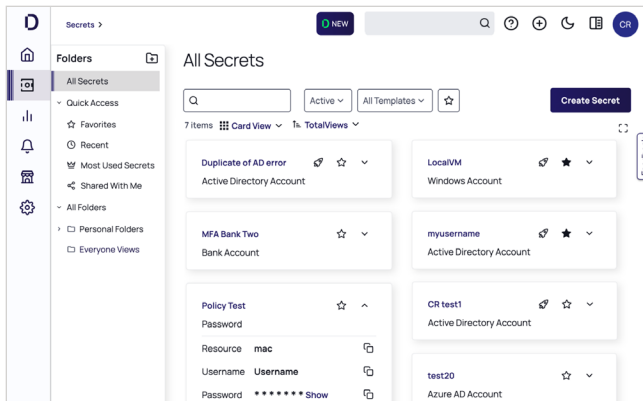 D
Secrets >
D NEW
CR
Folders
All Secrets
Quick Access
Favorites
Recent
Most Used Secrets
Shared With Me
All Folders
Personal Folders
Everyone Views
All Secrets
Active
All Templates
Create Secret
7 items Card View TotalViews
Duplicate of AD error
Active Directory Account
LocalVM
Windows Account
MFA Bank Two
Bank Account
myusername
Active Directory Account
Policy Test
Password
Resource mac
Username Username
Password ******* Show
CR test1
Active Directory Account
test20
Azure AD Account